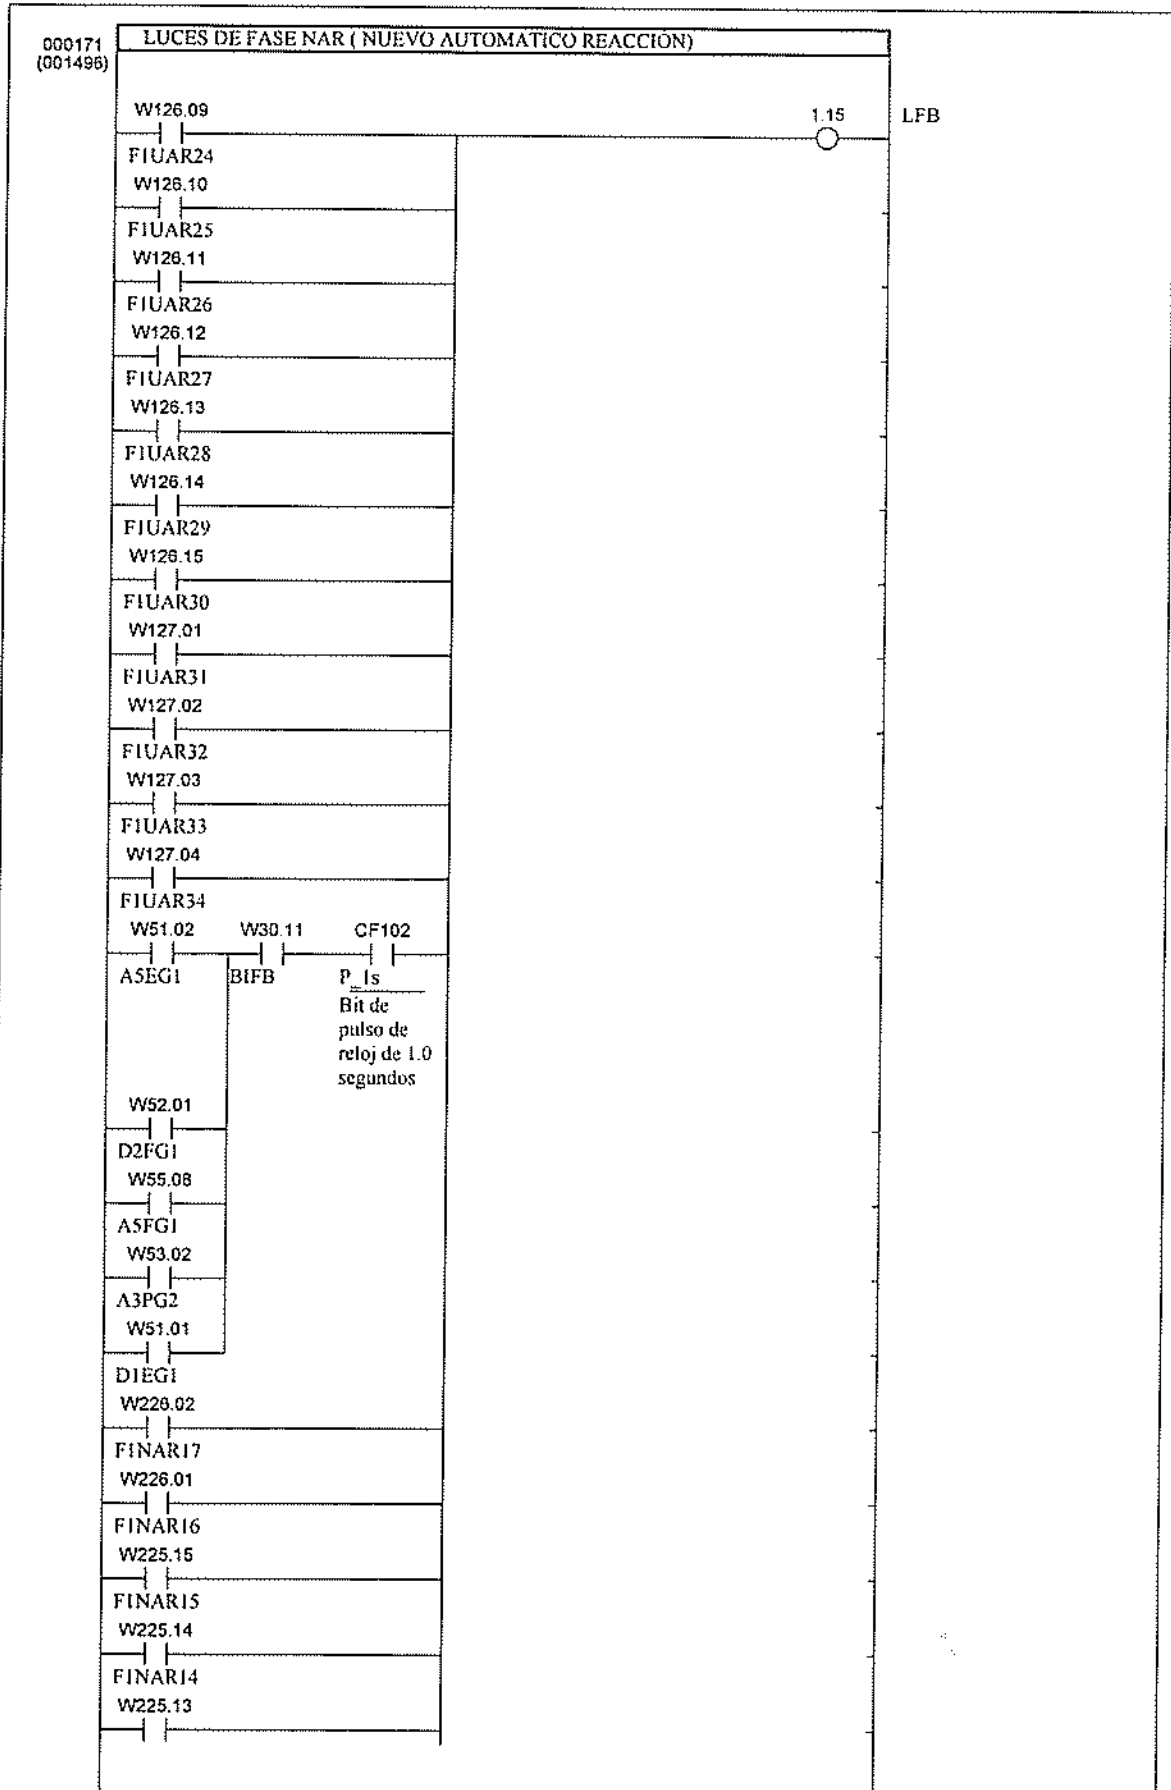 000171
(001496)
LUCES DE FASE NAR ( NUEVO AUTOMATICO REACCIÓN)
W126.09
1.15
LFB
F1UAR24
W126.10
F1UAR25
W126.11
F1UAR26
W126.12
F1UAR27
W126.13
F1UAR28
W126.14
F1UAR29
W126.15
F1UAR30
W127.01
F1UAR31
W127.02
F1UAR32
W127.03
F1UAR33
W127.04
F1UAR34
W51.02 W30.11 CF102
A5EG1 BIFB P_1s
Bit de
pulso de
reloj de 1.0
segundos
W52.01
D2FG1
W55.08
A5FG1
W53.02
A3PG2
W51.01
D1EG1
W226.02
F1NAR17
W226.01
F1NAR16
W225.15
F1NAR15
W225.14
F1NAR14
W225.13